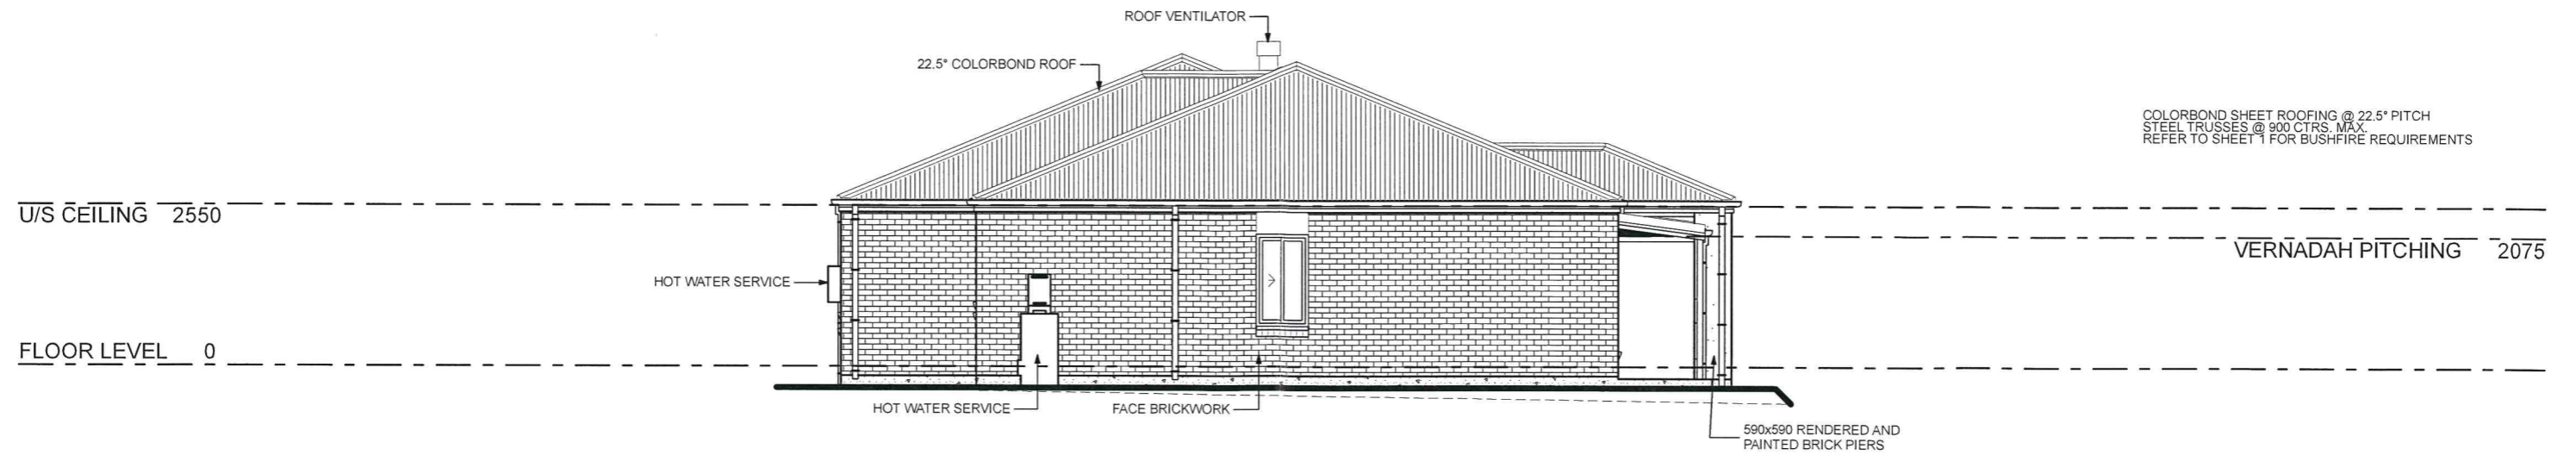 ROOF VENTILATOR
22.5° COLORBOND ROOF
COLORBOND SHEET ROOFING @ 22.5° PITCH
STEEL TRUSSES @ 900 CTRS. MAX.
REFER TO SHEET 1 FOR BUSHFIRE REQUIREMENTS
U/S CEILING 2550
VERNADAH PITCHING 2075
HOT WATER SERVICE
FLOOR LEVEL 0
HOT WATER SERVICE
FACE BRICKWORK
590x590 RENDERED AND
PAINTED BRICK PIERS